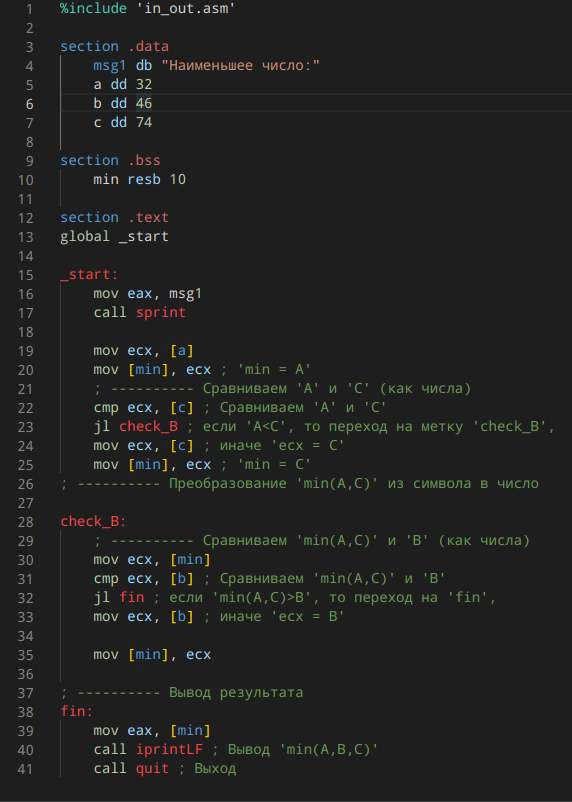 1 %include 'in_out.asm'
2
3 section .data
4 msg1 db "Наименьшее число:"
5 a dd 32
6 b dd 46
7 c dd 74
8
9 section .bss
10 min resb 10
11
12 section .text
13 global _start
14
15 _start:
16 mov eax, msg1
17 call sprint
18
19 mov ecx, [a]
20 mov [min], ecx ; 'min = A'
21 ; ---------- Сравниваем 'A' и 'С' (как числа)
22 cmp ecx, [c] ; Сравниваем 'A' и 'С'
23 jl check_B ; если 'A<C', то переход на метку 'check_B',
24 mov ecx, [c] ; иначе 'ecx = C'
25 mov [min], ecx ; 'min = C'
26 ; ---------- Преобразование 'min(A,C)' из символа в число
27
28 check_B:
29 ; ---------- Сравниваем 'min(A,C)' и 'B' (как числа)
30 mov ecx, [min]
31 cmp ecx, [b] ; Сравниваем 'min(A,C)' и 'B'
32 jl fin ; если 'min(A,C)>B', то переход на 'fin',
33 mov ecx, [b] ; иначе 'ecx = B'
34
35 mov [min], ecx
36
37 ; ---------- Вывод результата
38 fin:
39 mov eax, [min]
40 call iprintLF ; Вывод 'min(A,B,C)'
41 call quit ; Выход